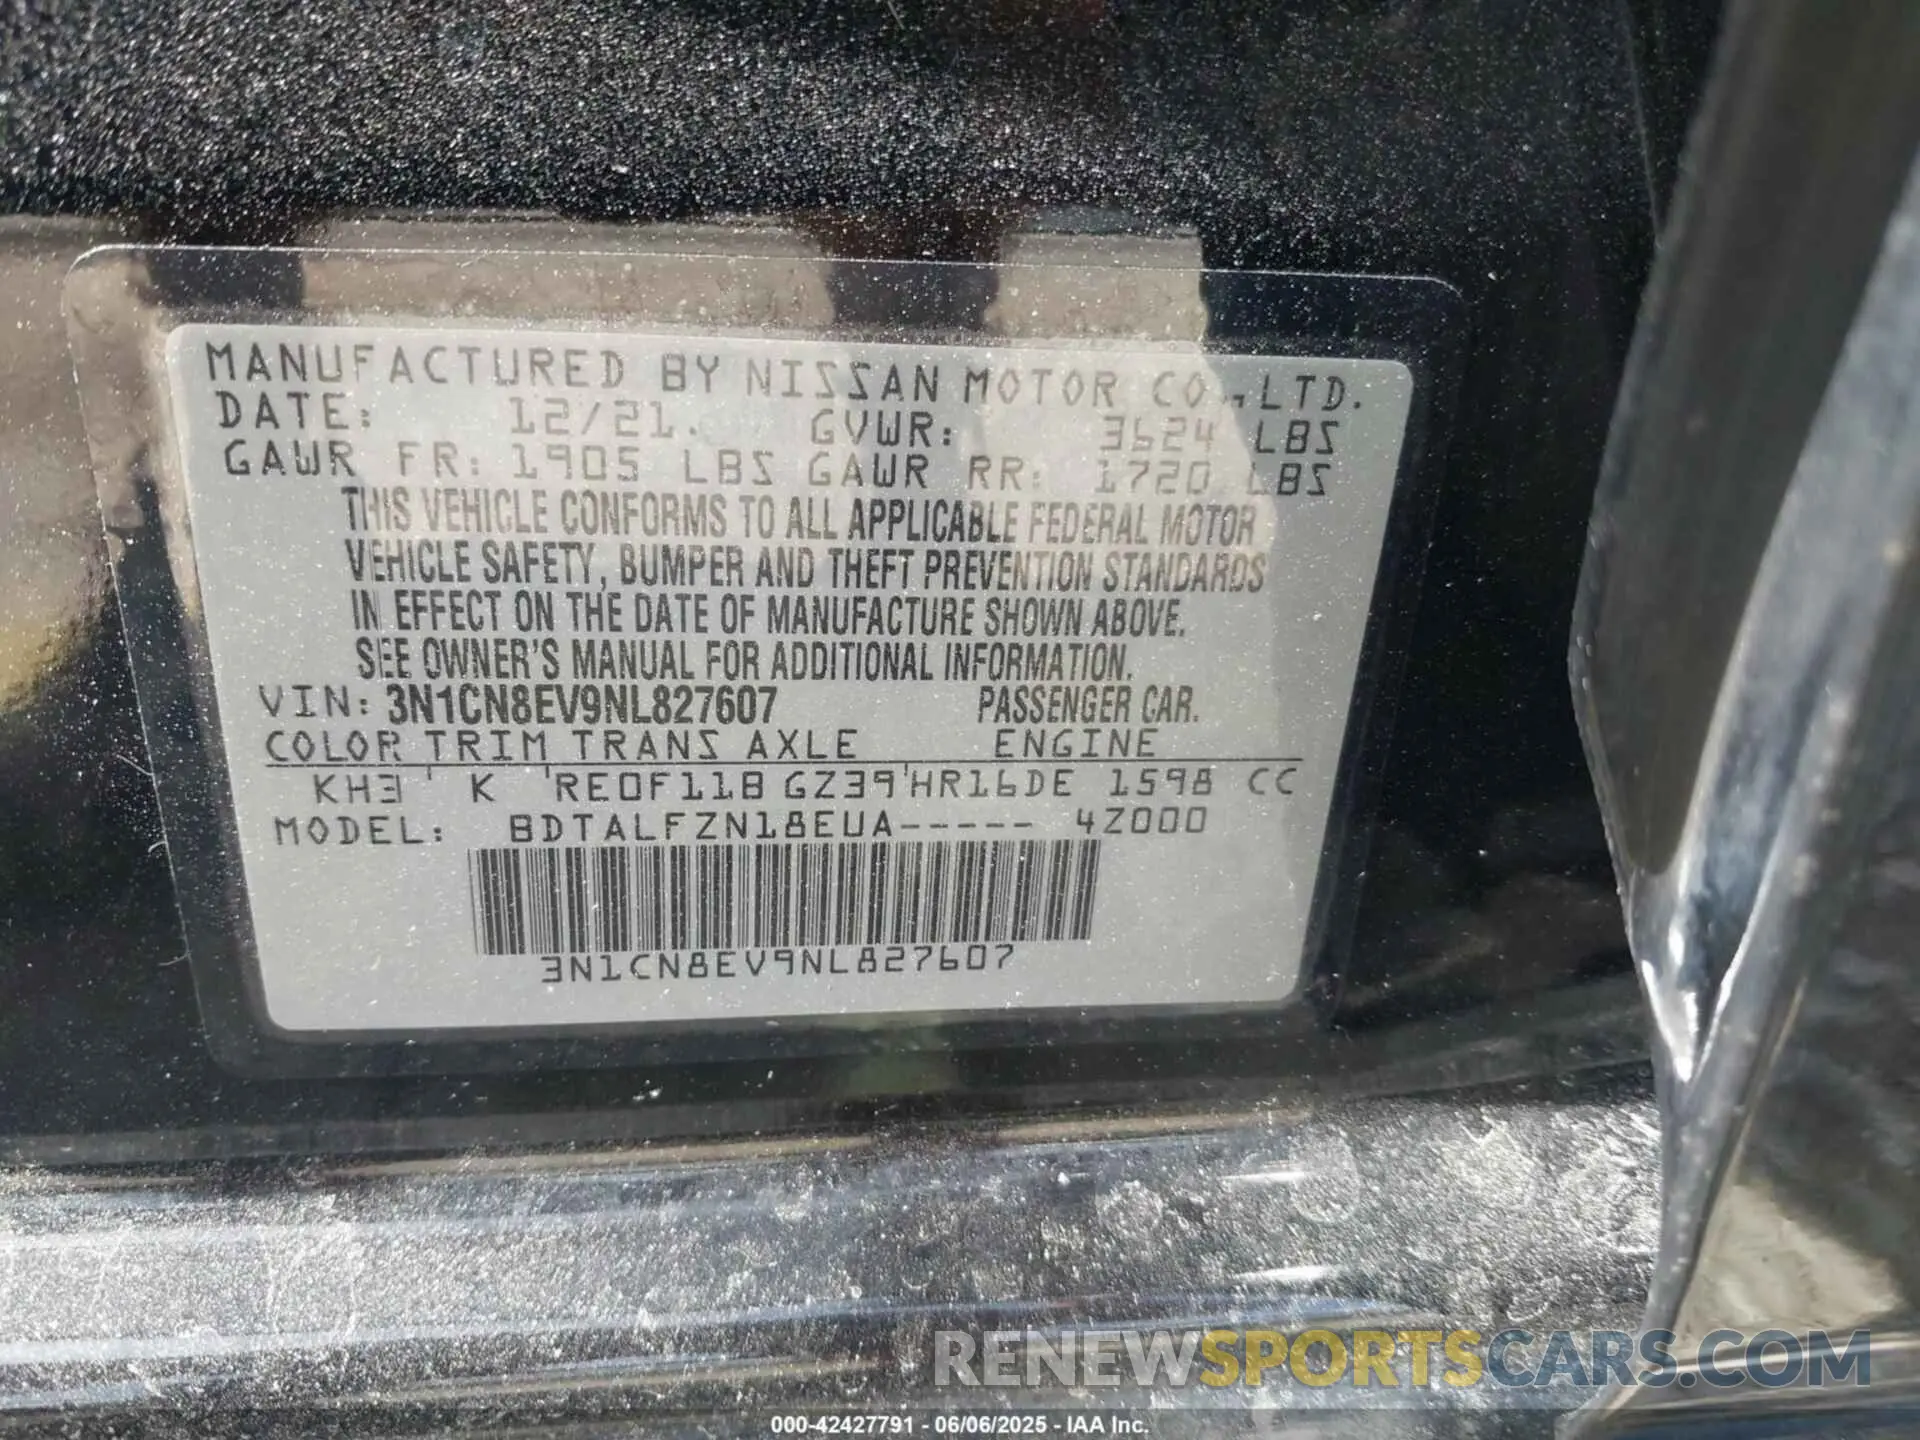 MANUFACTURED BY NISSAN MOTOR CO., LTD.
DATE: 12/21. GVWR: 3624 LBS
GAWR FR: 1905 LBS GAWR RR: 1720 LBS
THIS VEHICLE CONFORMS TO ALL APPLICABLE FEDERAL MOTOR
VEHICLE SAFETY, BUMPER AND THEFT PREVENTION STANDARDS
IN EFFECT ON THE DATE OF MANUFACTURE SHOWN ABOVE.
SEE OWNER'S MANUAL FOR ADDITIONAL INFORMATION.
VIN: 3N1CN8EV9NL827607 PASSENGER CAR.
COLOR TRIM TRANS AXLE ENGINE
KH3 K RE0F11B GZ39 HR16DE 1598 CC
MODEL: BDTALFZN18EUA----- 4Z000
3N1CN8EV9NL827607
RENEWSPORTSCARS.COM
000-42427791 - 06/06/2025 - IAA Inc.